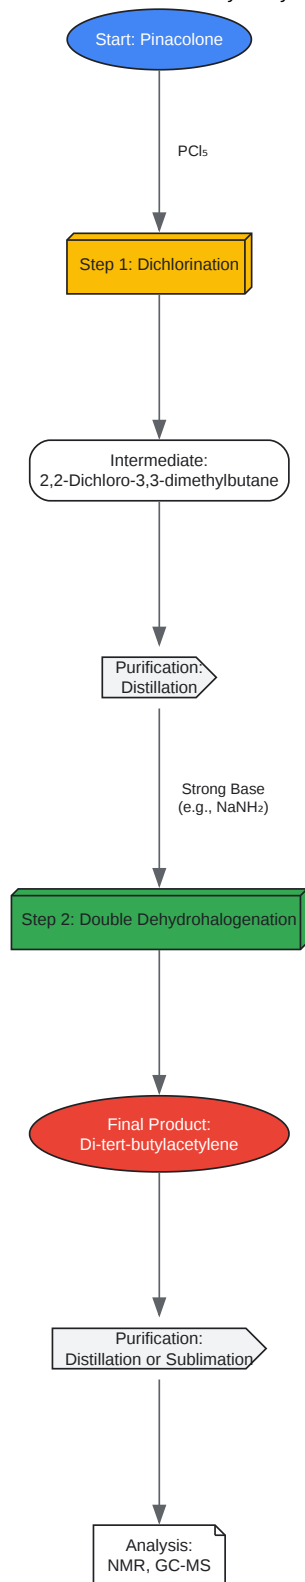 Start: Pinacolone
PCl₅
Step 1: Dichlorination
Intermediate:
2,2-Dichloro-3,3-dimethylbutane
Purification:
Distillation
Strong Base
(e.g., NaNH₂)
Step 2: Double Dehydrohalogenation
Final Product:
Di-tert-butylacetylene
Purification:
Distillation or Sublimation
Analysis:
NMR, GC-MS